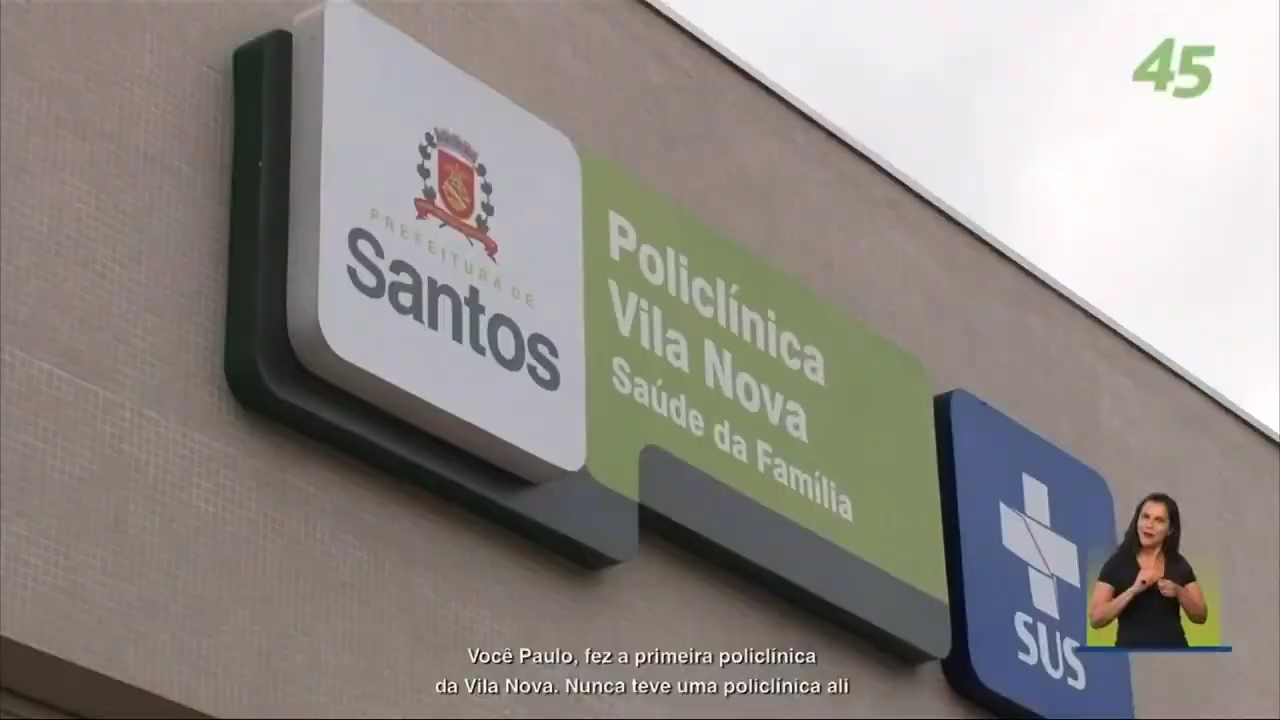 45
PREFEITURA DE
Santos
Policlínica
Vila Nova
Saúde da Família
SUS
Você Paulo, fez a primeira policlínica
da Vila Nova. Nunca teve uma policlínica ali